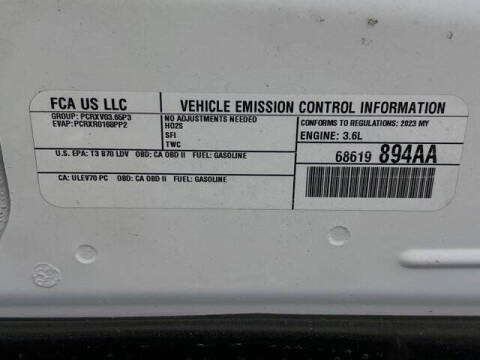 FCA US LLC
VEHICLE EMISSION CONTROL INFORMATION
GROUP: PCRXV03.65P3
EVAP: PCRXR0168PP2
NO ADJUSTMENTS NEEDED
HO2S
SFI
TWC
CONFORMS TO REGULATIONS: 2023 MY
ENGINE: 3.6L
U.S. EPA: T3 B70 LDV OBD: CA OBD II FUEL: GASOLINE
68619 894AA
CA: ULEV70 PC OBD: CA OBD II FUEL: GASOLINE